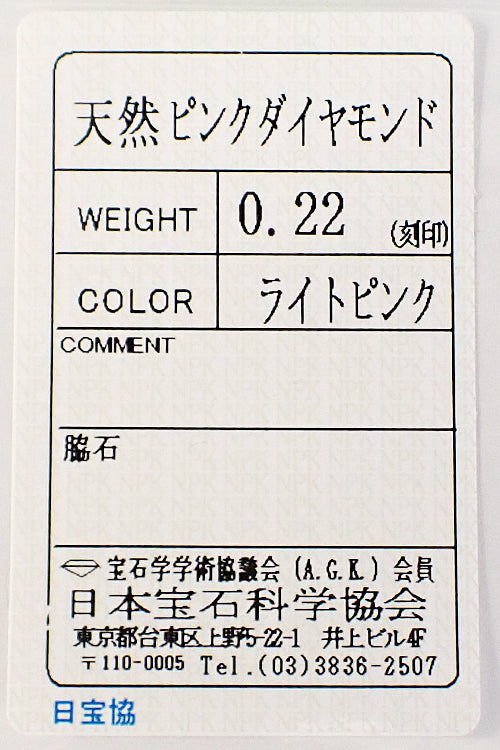 天然ピンクダイヤモンド
WEIGHT 0.22 (刻印)
COLOR ライトピンク
COMMENT
脇石
宝石学学術協議会 (A.G.K.) 会員
日本宝石科学協会
東京都台東区上野5-22-1 井上ビル4F
〒110-0005 Tel.(03)3836-2507
日宝協